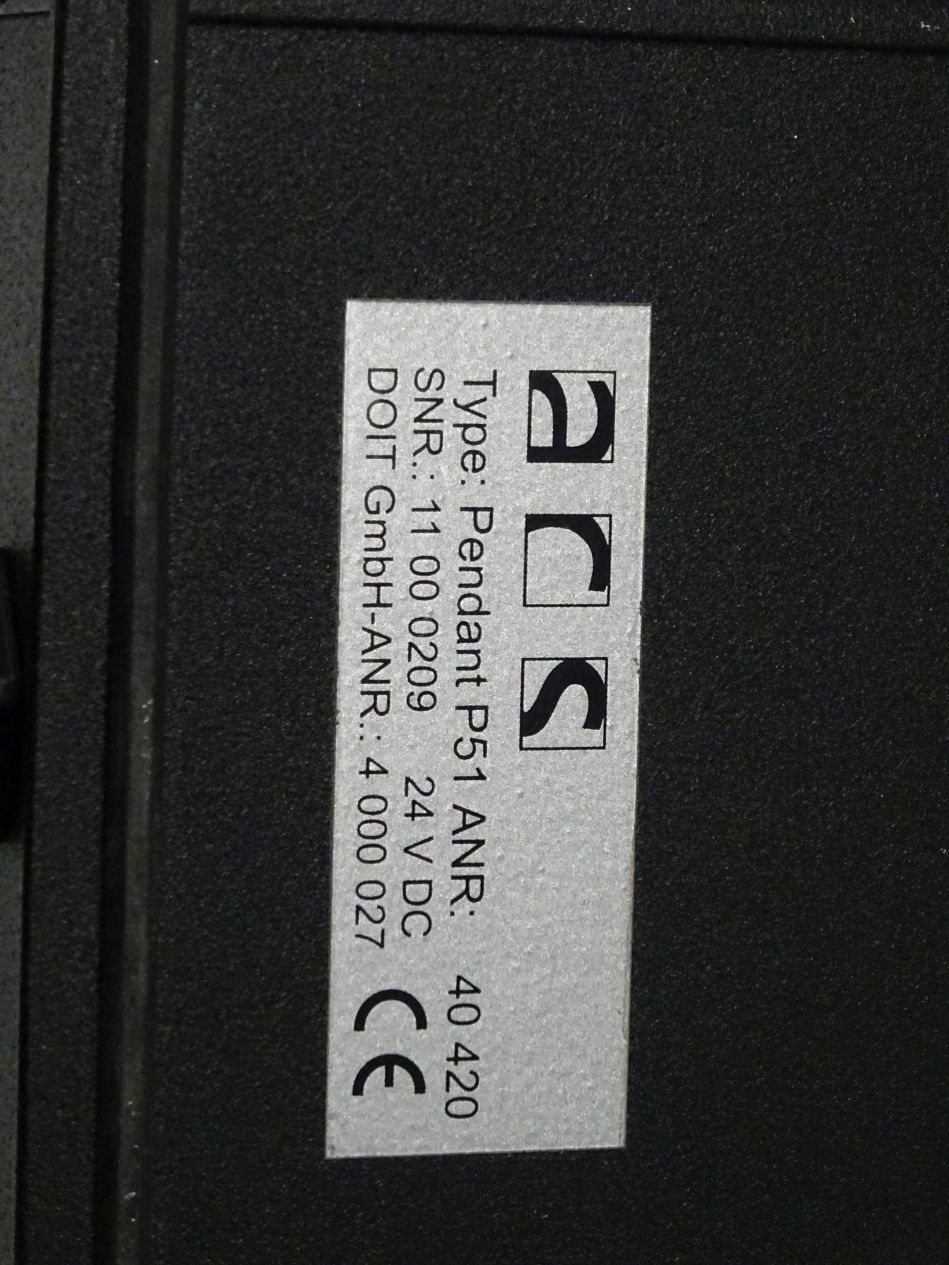 ars
Type: Pendant P51 ANR: 40 420
SNR.: 11 00 0209 24 V DC
DOIT GmbH-ANR.: 4 000 027 CE